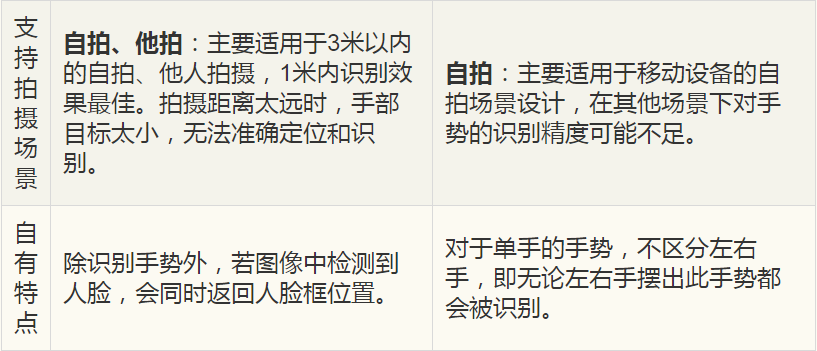 支持拍摄场景
自拍、他拍：主要适用于3米以内
的自拍、他人拍摄，1米内识别效
果最佳。拍摄距离太远时，手部
目标太小，无法准确定位和识
别。
自拍：主要适用于移动设备的自
拍场景设计，在其他场景下对手
势的识别精度可能不足。
自有特点
除识别手势外，若图像中检测到
人脸，会同时返回人脸框位置。
对于单手的手势，不区分左右
手，即无论左右手摆出此手势都
会被识别。